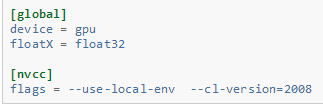 [global]
device = gpu
floatX = float32
[nvcc]
flags = --use-local-env  --cl-version=2008